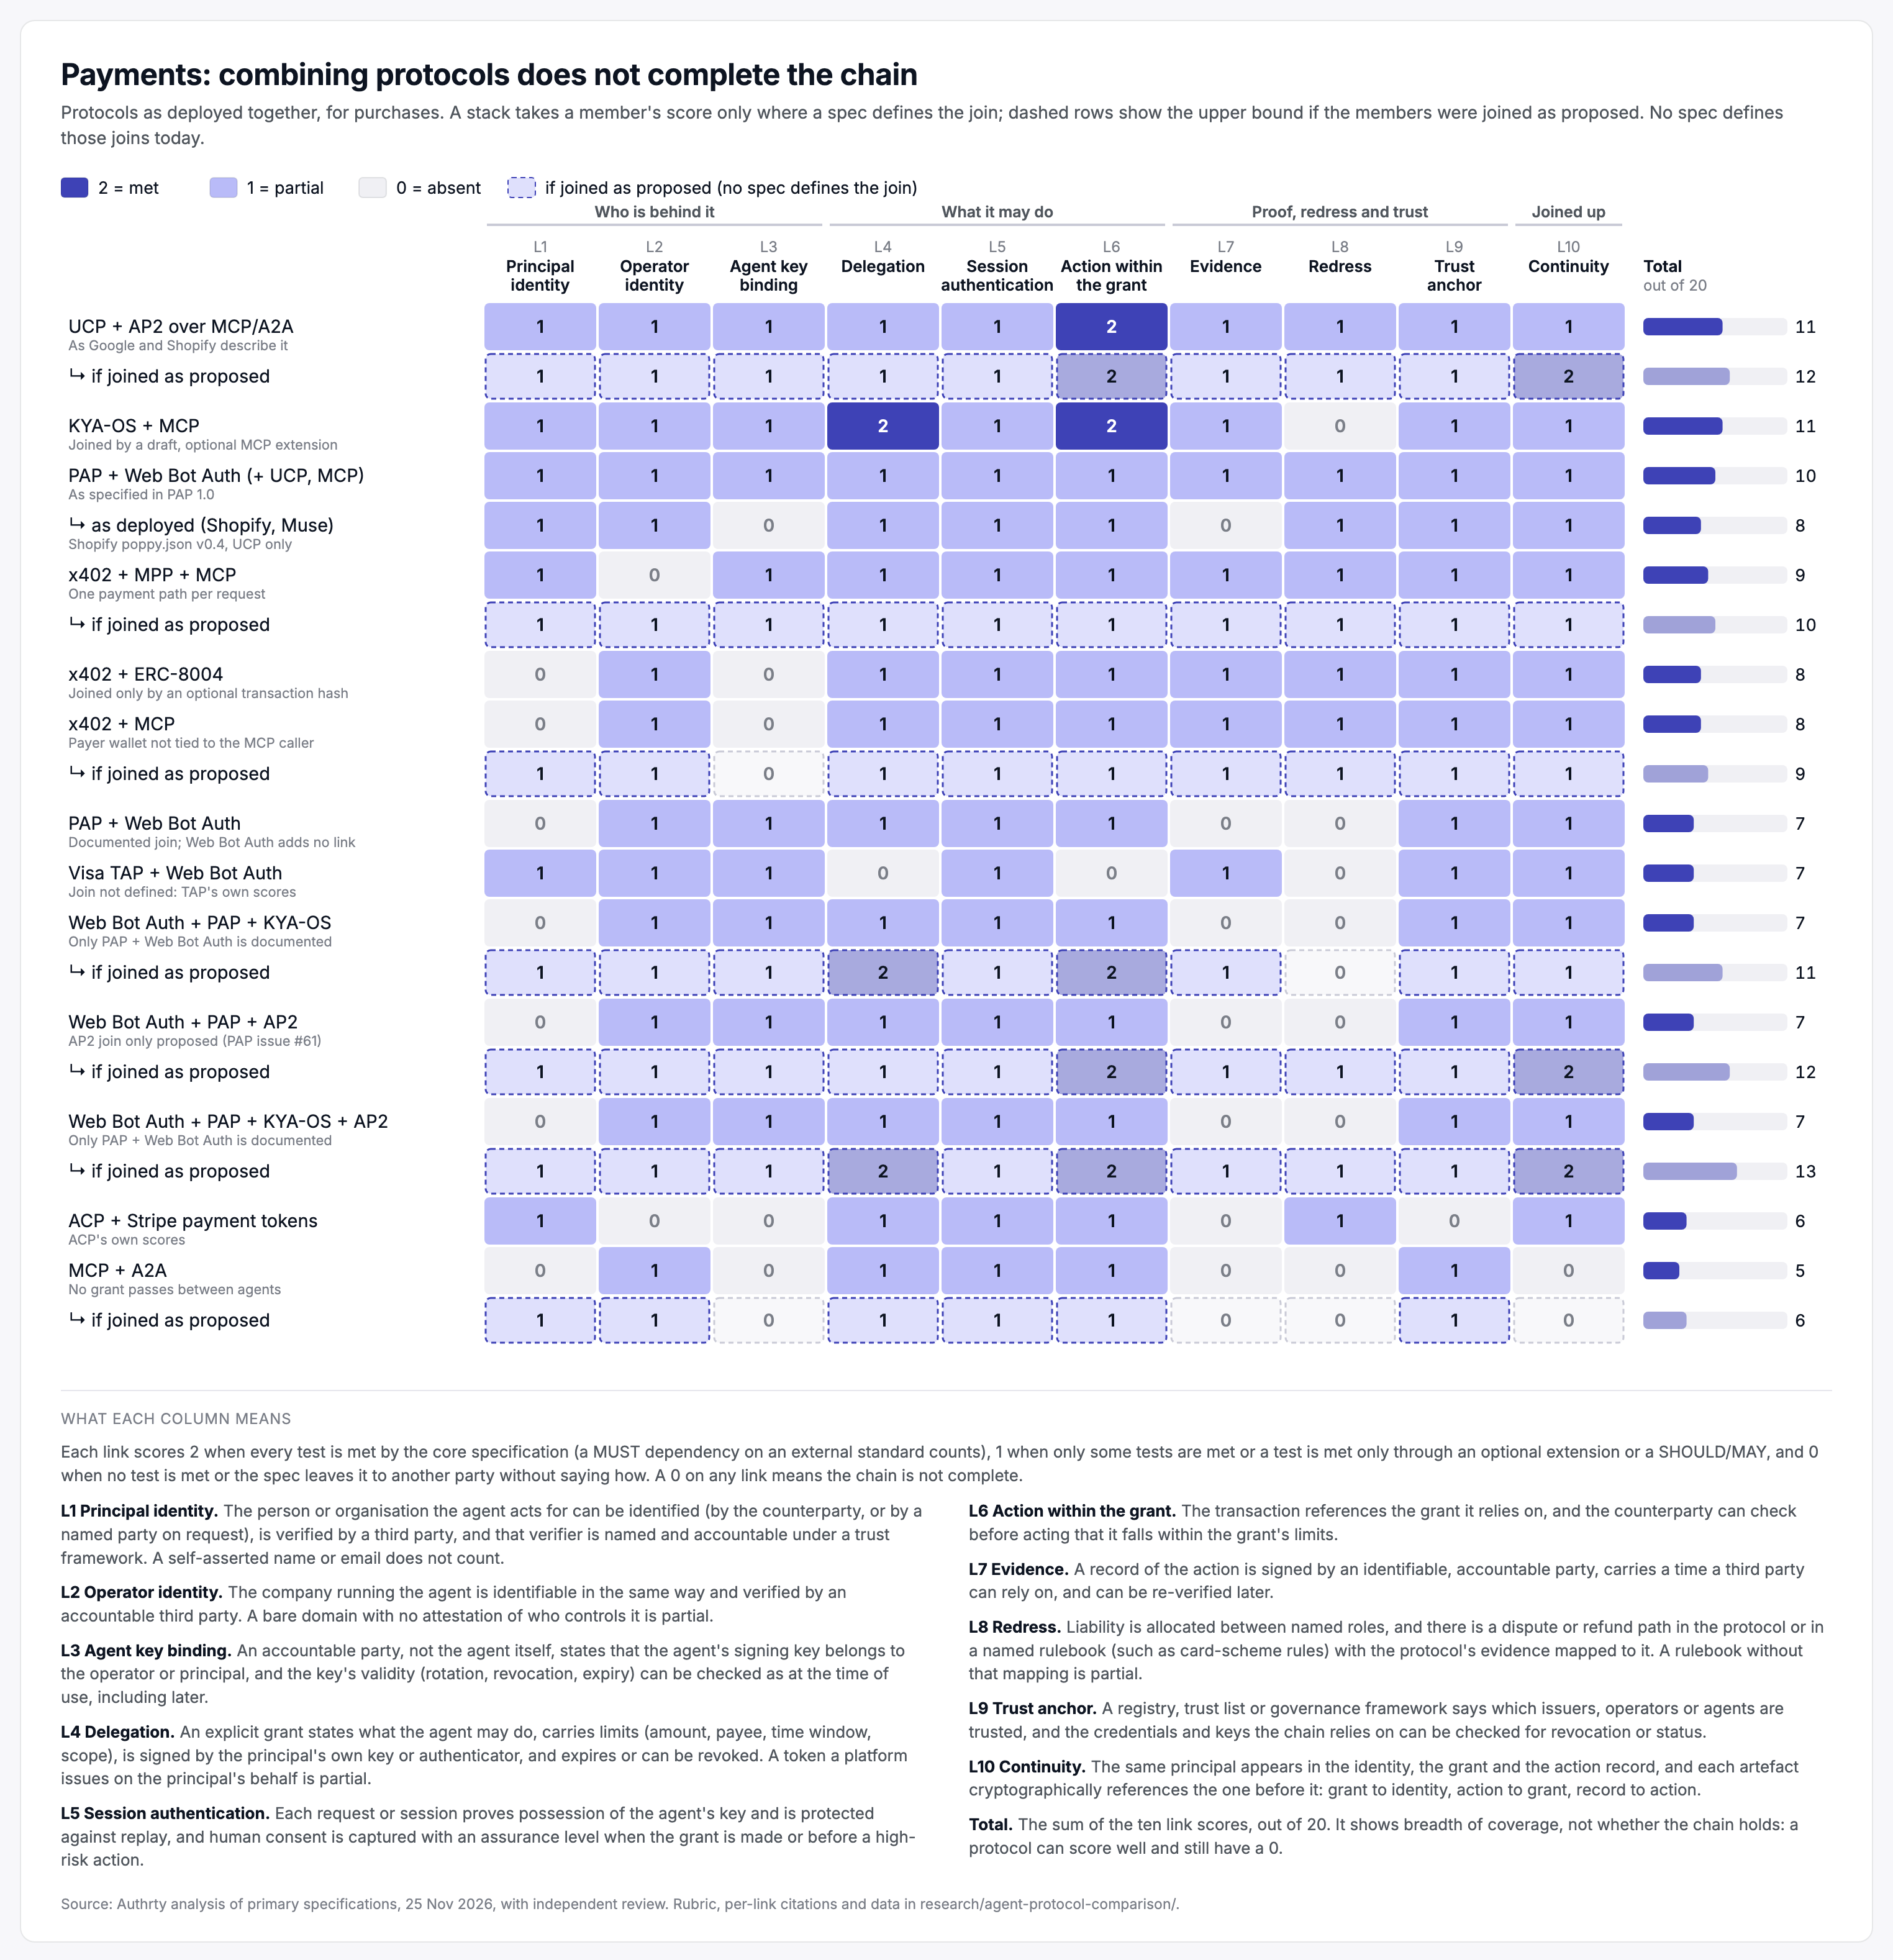 Payments: combining protocols does not complete the chain
Protocols as deployed together, for purchases. A stack takes a member's score only where a spec defines the join; dashed rows show the upper bound if the members were joined as proposed. No spec defines
those joins today.
2 = met 1 = partial 0 = absent if joined as proposed (no spec defines the join)
Who is behind it What it may do Proof, redress and trust Joined up
L1 L2 L3 L4 L5 L6 L7 L8 L9 L10
Principal Operator Agent key Delegation Session Action within Evidence Redress Trust Continuity Total
identity identity binding authentication the grant anchor out of 20
UCP + AP2 over MCP/A2A 1 1 1 1 1 2 1 1 1 1 11
As Google and Shopify describe it
↳ if joined as proposed 1 1 1 1 1 2 1 1 1 2 12
KYA-OS + MCP 1 1 1 2 1 2 1 0 1 1 11
Joined by a draft, optional MCP extension
PAP + Web Bot Auth (+ UCP, MCP) 1 1 1 1 1 1 1 1 1 1 10
As specified in PAP 1.0
↳ as deployed (Shopify, Muse) 1 1 0 1 1 1 0 1 1 1 8
Shopify poppy.json v0.4, UCP only
x402 + MPP + MCP 1 0 1 1 1 1 1 1 1 1 9
One payment path per request
↳ if joined as proposed 1 1 1 1 1 1 1 1 1 1 10
x402 + ERC-8004 0 1 0 1 1 1 1 1 1 1 8
Joined only by an optional transaction hash
x402 + MCP 0 1 0 1 1 1 1 1 1 1 8
Payer wallet not tied to the MCP caller
↳ if joined as proposed 1 1 0 1 1 1 1 1 1 1 9
PAP + Web Bot Auth 0 1 1 1 1 1 0 0 1 1 7
Documented join; Web Bot Auth adds no link
Visa TAP + Web Bot Auth 1 1 1 0 1 0 1 0 1 1 7
Join not defined: TAP's own scores
Web Bot Auth + PAP + KYA-OS 0 1 1 1 1 1 0 0 1 1 7
Only PAP + Web Bot Auth is documented
↳ if joined as proposed 1 1 1 2 1 2 1 0 1 1 11
Web Bot Auth + PAP + AP2 0 1 1 1 1 1 0 0 1 1 7
AP2 join only proposed (PAP issue #61)
↳ if joined as proposed 1 1 1 1 1 2 1 1 1 2 12
Web Bot Auth + PAP + KYA-OS + AP2 0 1 1 1 1 1 0 0 1 1 7
Only PAP + Web Bot Auth is documented
↳ if joined as proposed 1 1 1 2 1 2 1 1 1 2 13
ACP + Stripe payment tokens 1 0 0 1 1 1 0 1 0 1 6
ACP's own scores
MCP + A2A 0 1 0 1 1 1 0 0 1 0 5
No grant passes between agents
↳ if joined as proposed 1 1 0 1 1 1 0 0 1 0 6
WHAT EACH COLUMN MEANS
Each link scores 2 when every test is met by the core specification (a MUST dependency on an external standard counts), 1 when only some tests are met or a test is met only through an optional extension or a SHOULD/MAY, and 0
when no test is met or the spec leaves it to another party without saying how. A 0 on any link means the chain is not complete.
L1 Principal identity. The person or organisation the agent acts for can be identified (by the counterparty, or by a
named party on request), is verified by a third party, and that verifier is named and accountable under a trust
framework. A self-asserted name or email does not count.
L2 Operator identity. The company running the agent is identifiable in the same way and verified by an
accountable third party. A bare domain with no attestation of who controls it is partial.
L3 Agent key binding. An accountable party, not the agent itself, states that the agent's signing key belongs to
the operator or principal, and the key's validity (rotation, revocation, expiry) can be checked as at the time of
use, including later.
L4 Delegation. An explicit grant states what the agent may do, carries limits (amount, payee, time window,
scope), is signed by the principal's own key or authenticator, and expires or can be revoked. A token a platform
issues on the principal's behalf is partial.
L5 Session authentication. Each request or session proves possession of the agent's key and is protected
against replay, and human consent is captured with an assurance level when the grant is made or before a high-
risk action.
L6 Action within the grant. The transaction references the grant it relies on, and the counterparty can check
before acting that it falls within the grant's limits.
L7 Evidence. A record of the action is signed by an identifiable, accountable party, carries a time a third party
can rely on, and can be re-verified later.
L8 Redress. Liability is allocated between named roles, and there is a dispute or refund path in the protocol or in
a named rulebook (such as card-scheme rules) with the protocol's evidence mapped to it. A rulebook without
that mapping is partial.
L9 Trust anchor. A registry, trust list or governance framework says which issuers, operators or agents are
trusted, and the credentials and keys the chain relies on can be checked for revocation or status.
L10 Continuity. The same principal appears in the identity, the grant and the action record, and each artefact
cryptographically references the one before it: grant to identity, action to grant, record to action.
Total. The sum of the ten link scores, out of 20. It shows breadth of coverage, not whether the chain holds: a
protocol can score well and still have a 0.
Source: Authrty analysis of primary specifications, 25 Nov 2026, with independent review. Rubric, per-link citations and data in research/agent-protocol-comparison/.